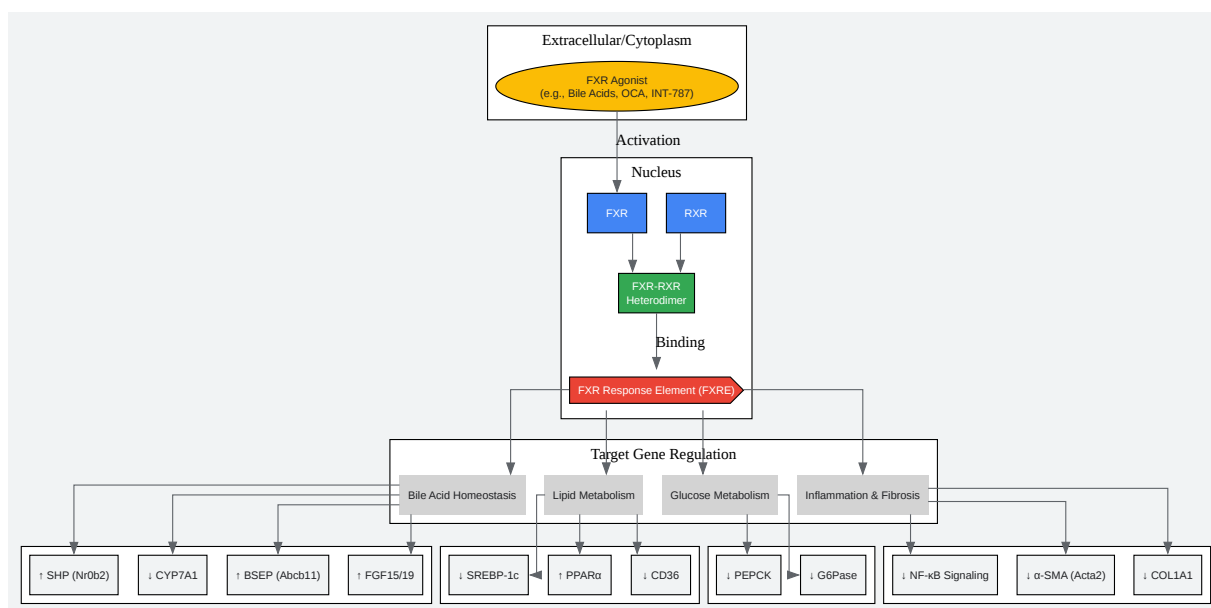 Extracellular/Cytoplasm
FXR Agonist
(e.g., Bile Acids, OCA, INT-787)
Activation
Nucleus
FXR
RXR
FXR-RXR
Heterodimer
Binding
FXR Response Element (FXRE)
Target Gene Regulation
Bile Acid Homeostasis
Lipid Metabolism
Glucose Metabolism
Inflammation & Fibrosis
↑ SHP (Nr0b2)
↓ CYP7A1
↑ BSEP (Abcb11)
↑ FGF15/19
↓ SREBP-1c
↑ PPARα
↓ CD36
↓ PEPCK
↓ G6Pase
↓ NF-κB Signaling
↓ α-SMA (Acta2)
↓ COL1A1